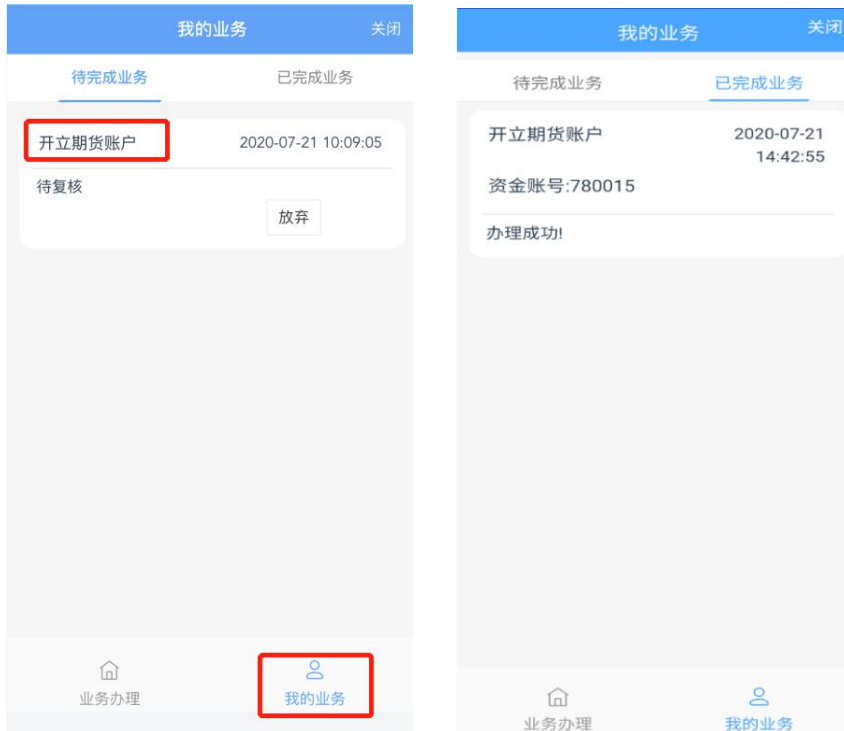 我的业务
关闭
待完成业务
已完成业务
开立期货账户
2020-07-21 10:09:05
待复核
放弃
业务办理
我的业务
我的业务
关闭
待完成业务
已完成业务
开立期货账户
2020-07-21
14:42:55
资金账号:780015
办理成功!
业务办理
我的业务